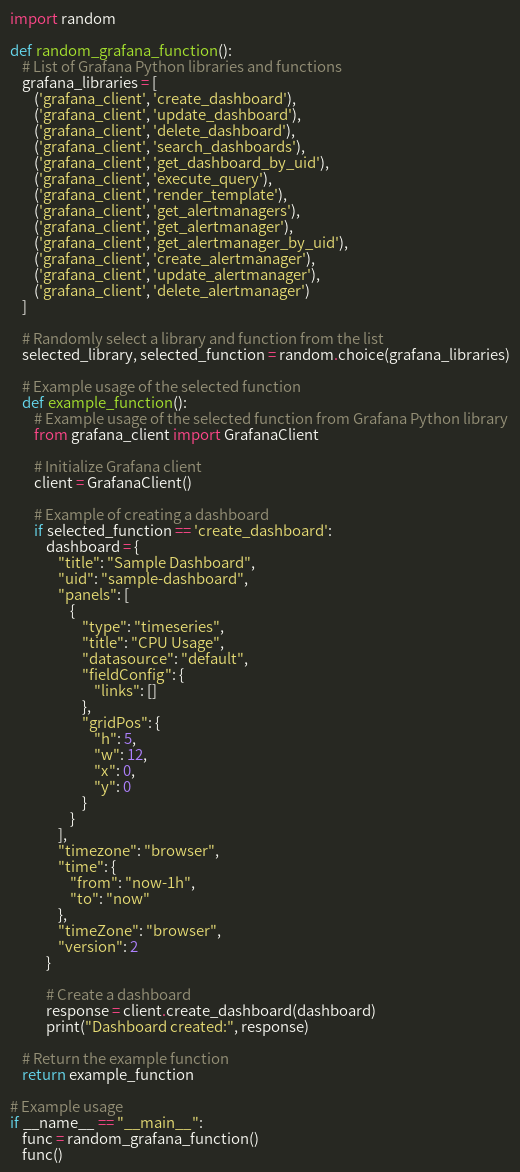 import random

def random_grafana_function():
    # List of Grafana Python libraries and functions
    grafana_libraries = [
        ('grafana_client', 'create_dashboard'),
        ('grafana_client', 'update_dashboard'),
        ('grafana_client', 'delete_dashboard'),
        ('grafana_client', 'search_dashboards'),
        ('grafana_client', 'get_dashboard_by_uid'),
        ('grafana_client', 'execute_query'),
        ('grafana_client', 'render_template'),
        ('grafana_client', 'get_alertmanagers'),
        ('grafana_client', 'get_alertmanager'),
        ('grafana_client', 'get_alertmanager_by_uid'),
        ('grafana_client', 'create_alertmanager'),
        ('grafana_client', 'update_alertmanager'),
        ('grafana_client', 'delete_alertmanager')
    ]

    # Randomly select a library and function from the list
    selected_library, selected_function = random.choice(grafana_libraries)

    # Example usage of the selected function
    def example_function():
        # Example usage of the selected function from Grafana Python library
        from grafana_client import GrafanaClient

        # Initialize Grafana client
        client = GrafanaClient()

        # Example of creating a dashboard
        if selected_function == 'create_dashboard':
            dashboard = {
                "title": "Sample Dashboard",
                "uid": "sample-dashboard",
                "panels": [
                    {
                        "type": "timeseries",
                        "title": "CPU Usage",
                        "datasource": "default",
                        "fieldConfig": {
                            "links": []
                        },
                        "gridPos": {
                            "h": 5,
                            "w": 12,
                            "x": 0,
                            "y": 0
                        }
                    }
                ],
                "timezone": "browser",
                "time": {
                    "from": "now-1h",
                    "to": "now"
                },
                "timeZone": "browser",
                "version": 2
            }

            # Create a dashboard
            response = client.create_dashboard(dashboard)
            print("Dashboard created:", response)

    # Return the example function
    return example_function

# Example usage
if __name__ == "__main__":
    func = random_grafana_function()
    func()